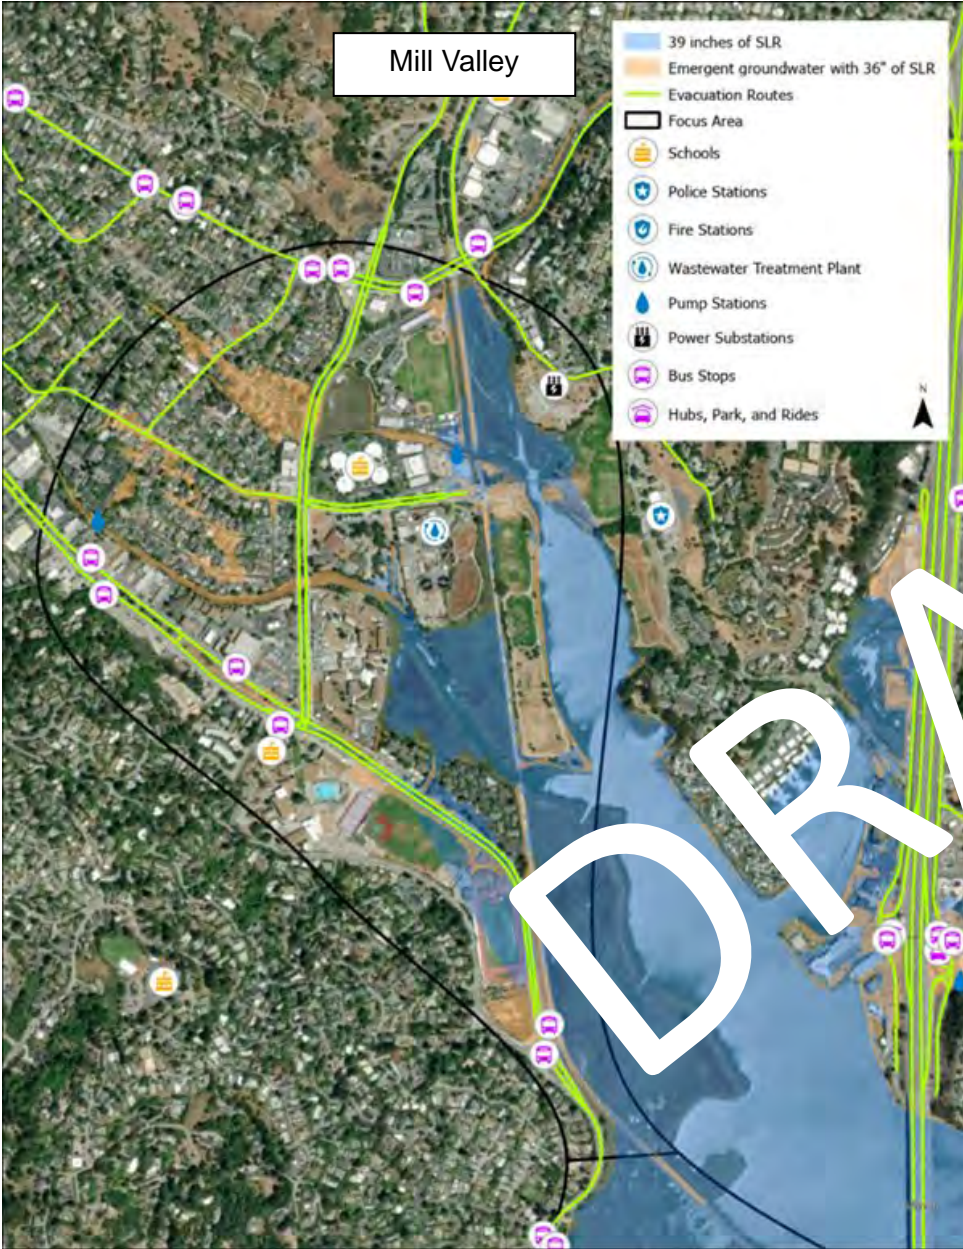 Mill Valley
39 inches of SLR
Emergent groundwater with 36" of SLR
Evacuation Routes
Focus Area
Schools
Police Stations
Fire Stations
Wastewater Treatment Plant
Pump Stations
Power Substations
Bus Stops
Hubs, Park, and Rides
N
DRA